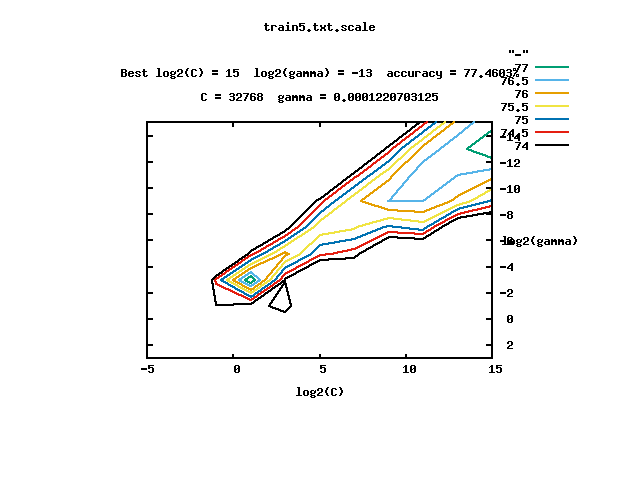 train5.txt.scale
"-"
77
Best log2(C) = 15 log2(gamma) = -13 accuracy = 77.4603%
76.5
76
C = 32768 gamma = 0.0001220703125
75.5
75
74.5
-14
74
-12
-10
-8
-6
log2(gamma)
-4
-2
0
2
-5 0 5 10 15
log2(C)